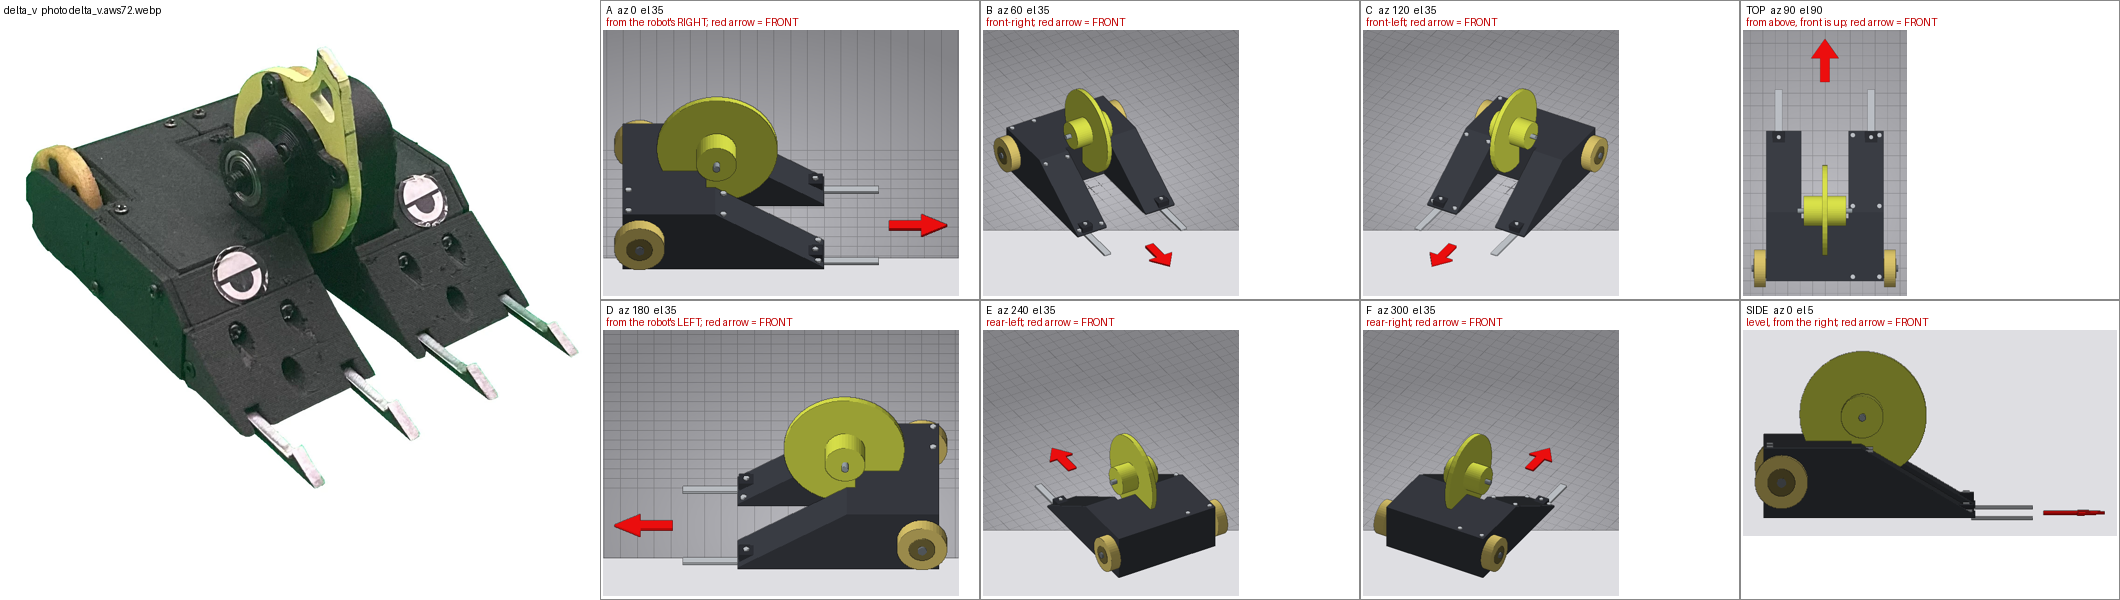 delta_v photo delta_v.aws72.webp
A az 0 el 35
from the robot's RIGHT; red arrow = FRONT
B az 60 el 35
front-right; red arrow = FRONT
C az 120 el 35
front-left; red arrow = FRONT
TOP az 90 el 90
from above, front is up; red arrow = FRONT
D az 180 el 35
from the robot's LEFT; red arrow = FRONT
E az 240 el 35
rear-left; red arrow = FRONT
F az 300 el 35
rear-right; red arrow = FRONT
SIDE az 0 el 5
level, from the right; red arrow = FRONT